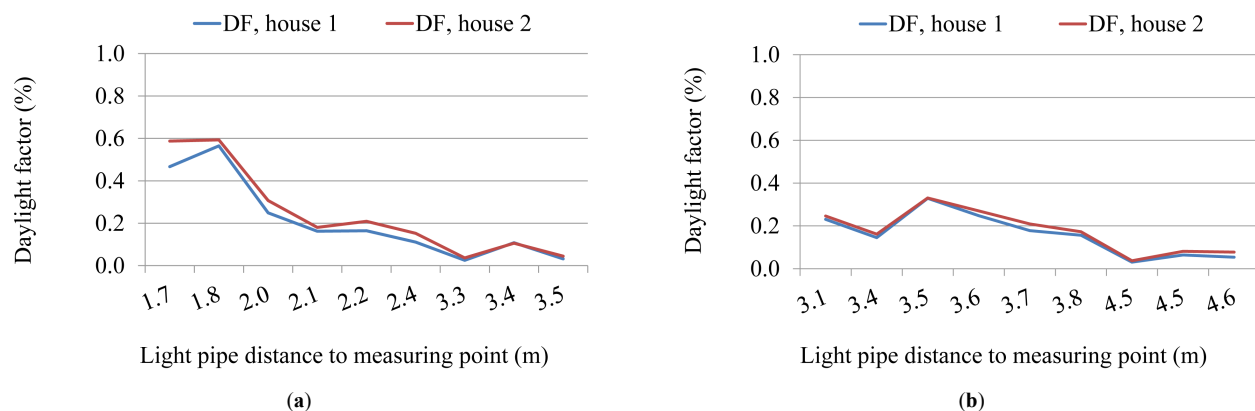 DF, house 1 DF, house 2
Daylight factor (%)
1.0
0.8
0.6
0.4
0.2
0.0
1.7 1.8 2.0 2.1 2.2 2.4 3.3 3.4 3.5
Light pipe distance to measuring point (m)
(a)
DF, house 1 DF, house 2
Daylight factor (%)
1.0
0.8
0.6
0.4
0.2
0.0
3.1 3.4 3.5 3.6 3.7 3.8 4.5 4.5 4.6
Light pipe distance to measuring point (m)
(b)